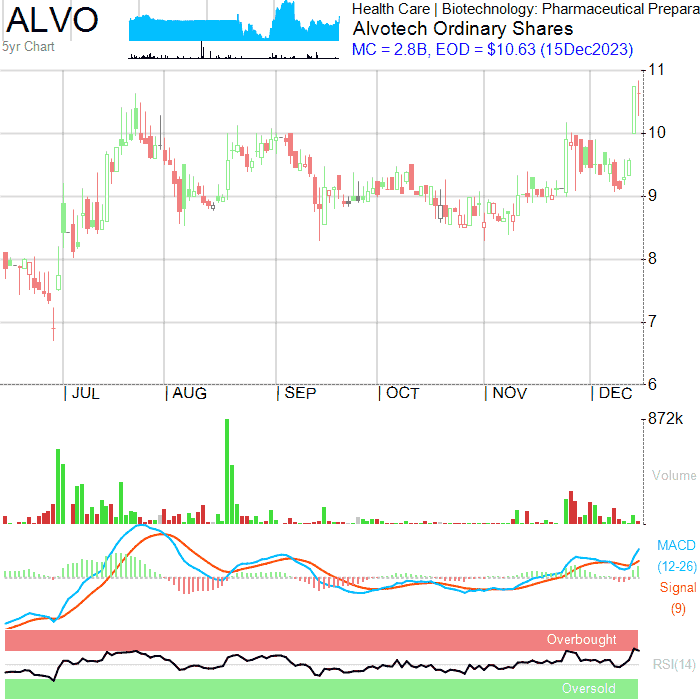 ALVO
5yr Chart
Health Care | Biotechnology: Pharmaceutical Prepara
Alvotech Ordinary Shares
MC = 2.8B, EOD = $10.63 (15Dec2023)
11
10
9
8
7
6
JUL AUG SEP OCT NOV DEC
872k
Volume
MACD
(12-26)
Signal
(9)
Overbought
RSI(14)
Oversold